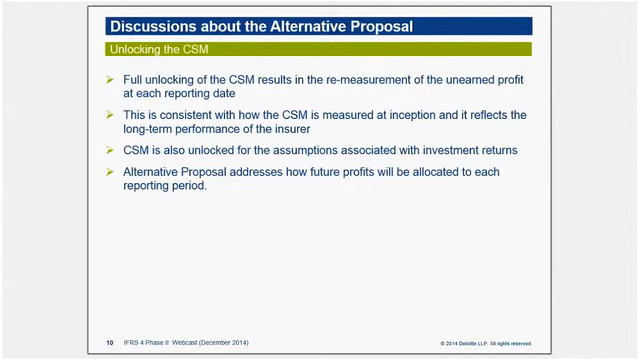 Discussions about the Alternative Proposal
Unlocking the CSM
Full unlocking of the CSM results in the re-measurement of the unearned profit
at each reporting date
This is consistent with how the CSM is measured at inception and it reflects the
long-term performance of the insurer
CSM is also unlocked for the assumptions associated with investment returns
Alternative Proposal addresses how future profits will be allocated to each
reporting period.
10 IFRS 4 Phase II Webcast (December 2014) © 2014 Deloitte LLP. All rights reserved.